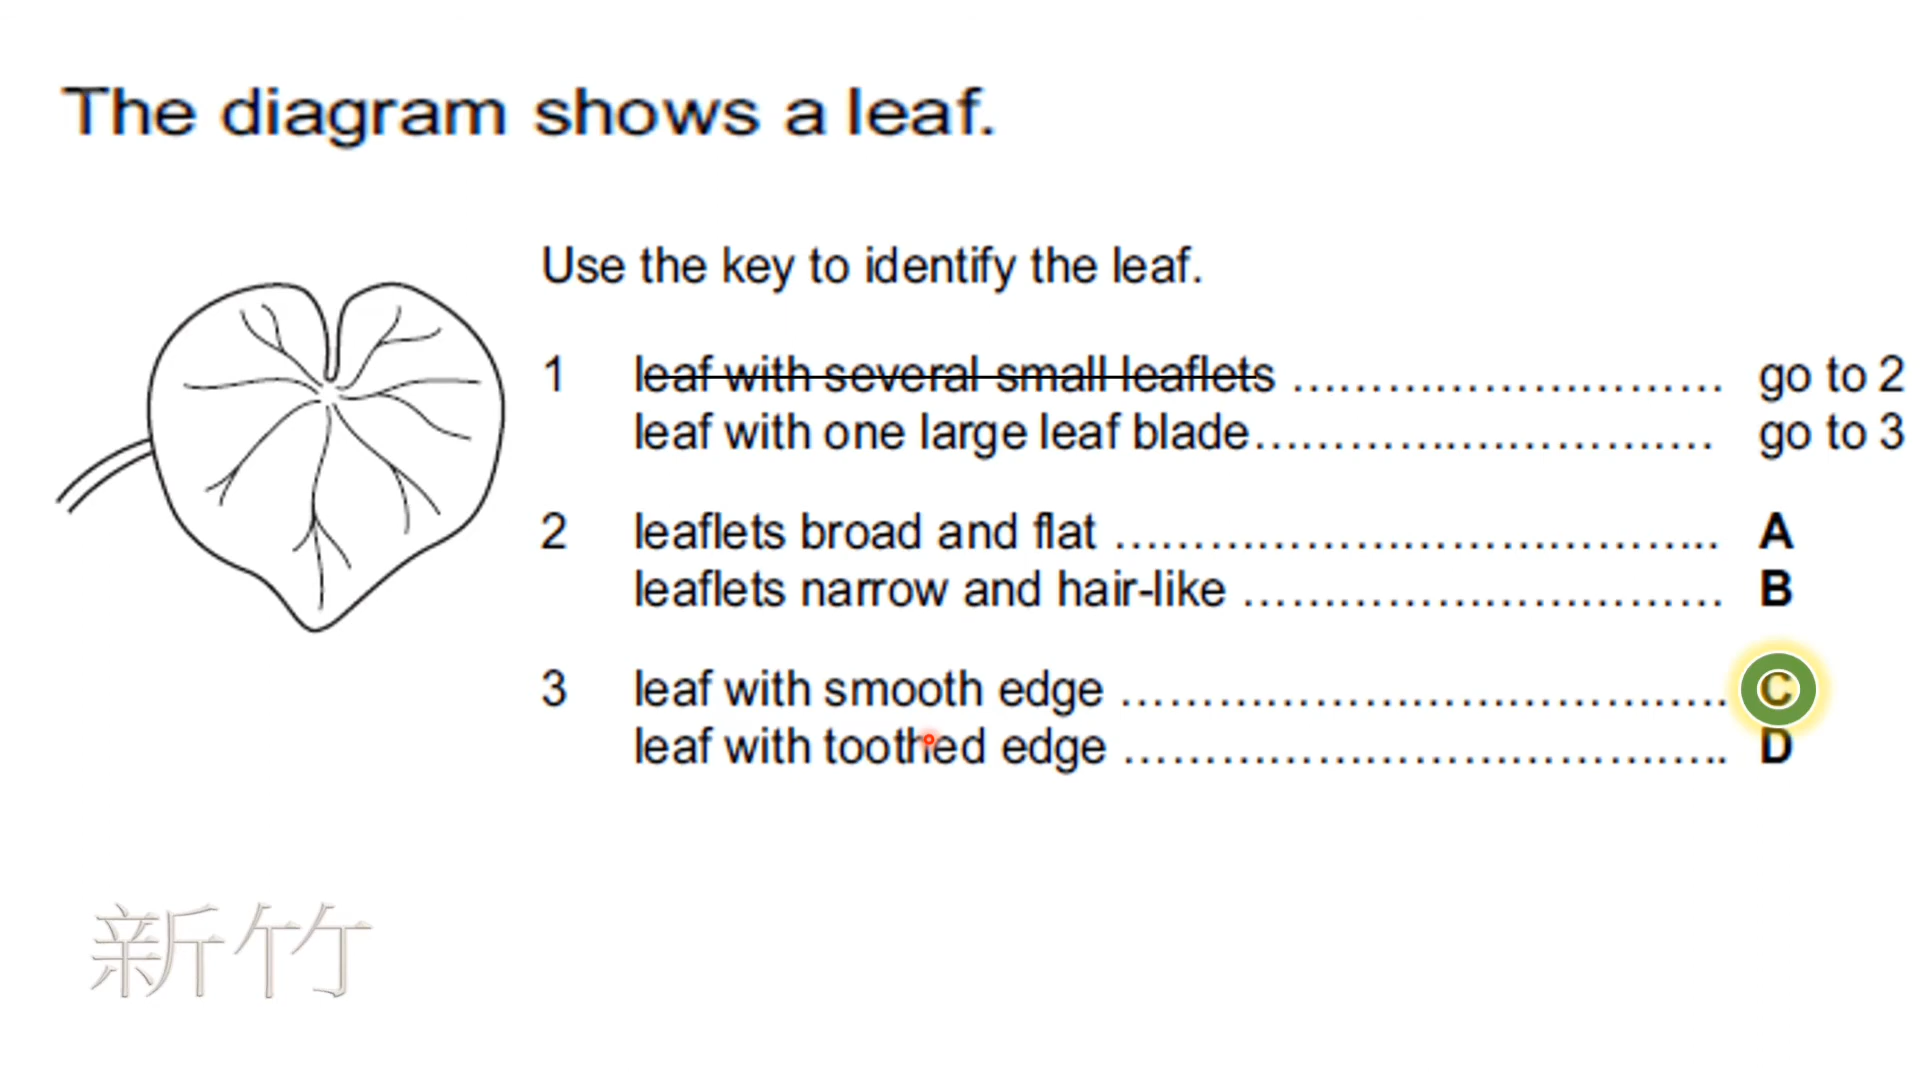 The diagram shows a leaf.
Use the key to identify the leaf.
1 leaf with several small leaflets ................................ go to 2
leaf with one large leaf blade................................ go to 3
2 leaflets broad and flat ................................ A
leaflets narrow and hair-like ................................ B
3 leaf with smooth edge ................................ C
leaf with toothed edge ................................ D
新竹